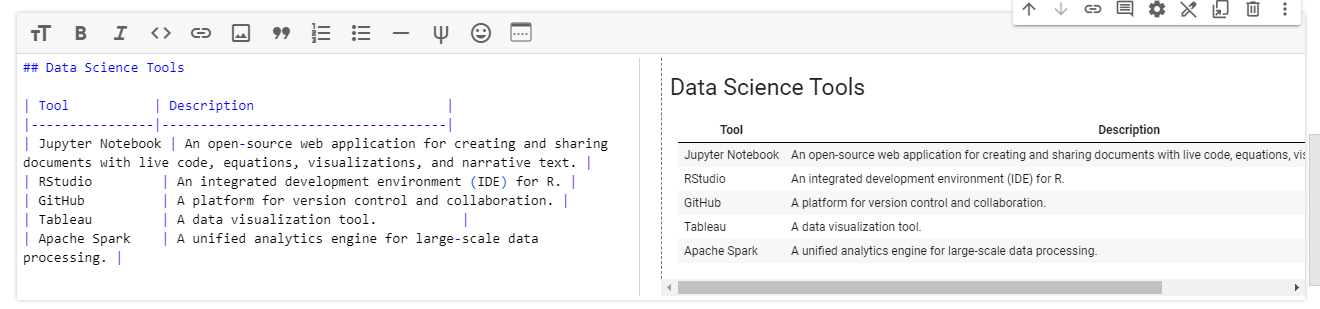 ## Data Science Tools
| Tool           | Description                         |
|----------------|-------------------------------------|
| Jupyter Notebook | An open-source web application for creating and sharing
documents with live code, equations, visualizations, and narrative text. |
| RStudio         | An integrated development environment (IDE) for R. |
| GitHub          | A platform for version control and collaboration. |
| Tableau         | A data visualization tool.           |
| Apache Spark    | A unified analytics engine for large-scale data
processing. |
Data Science Tools
Tool Description
Jupyter Notebook An open-source web application for creating and sharing documents with live code, equations, vis
RStudio An integrated development environment (IDE) for R.
GitHub A platform for version control and collaboration.
Tableau A data visualization tool.
Apache Spark A unified analytics engine for large-scale data processing.